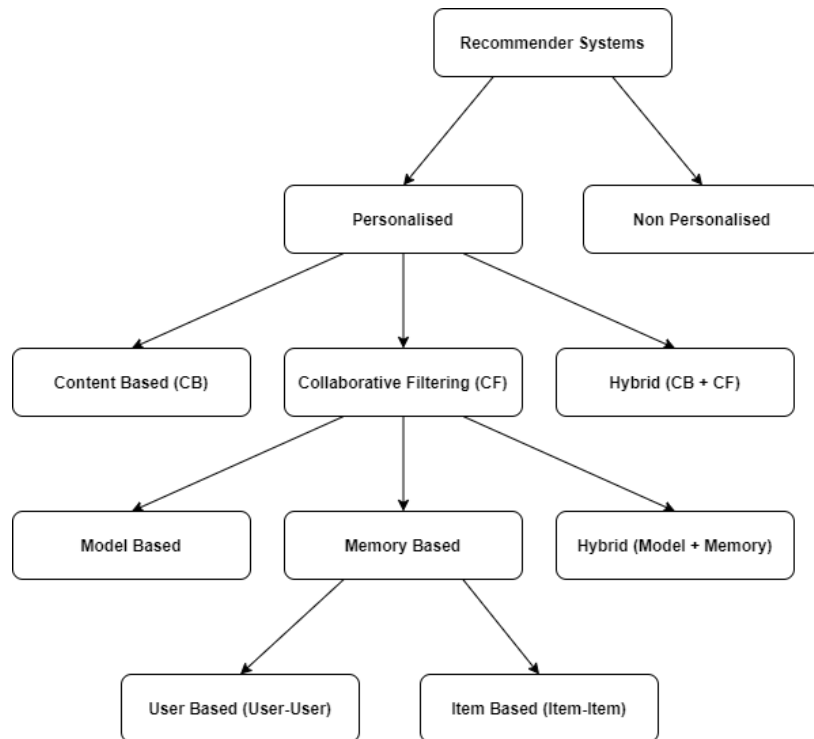 Recommender Systems
Personalised
Non Personalised
Content Based (CB)
Collaborative Filtering (CF)
Hybrid (CB + CF)
Model Based
Memory Based
Hybrid (Model + Memory)
User Based (User-User)
Item Based (Item-Item)